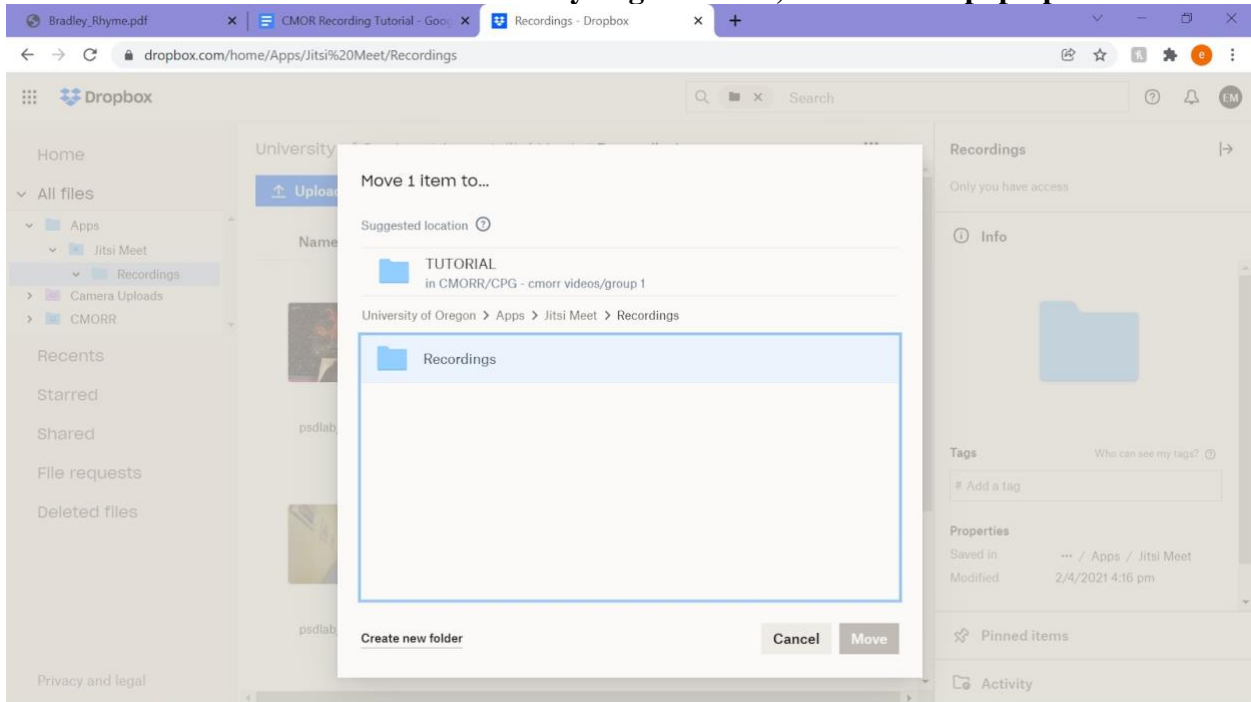 Bradley_Rhyme.pdf
CMOR Recording Tutorial - Goog
Recordings - Dropbox
dropbox.com/home/Apps/Jitsi%20Meet/Recordings
e
Dropbox
Search
EM
Home
All files
Apps
Jitsi Meet
Recordings
Camera Uploads
CMORR
Recents
Starred
Shared
File requests
Deleted files
Privacy and legal
University
Upload
Name
psdlab
psdlab
Move 1 item to...
Suggested location
TUTORIAL
in CMORR/CPG - cmorr videos/group 1
University of Oregon > Apps > Jitsi Meet > Recordings
Recordings
Create new folder
Cancel
Move
Recordings
Only you have access
Info
Tags
Who can see my tags?
# Add a tag
Properties
Saved in ... / Apps / Jitsi Meet
Modified 2/4/2021 4:16 pm
Pinned items
Activity